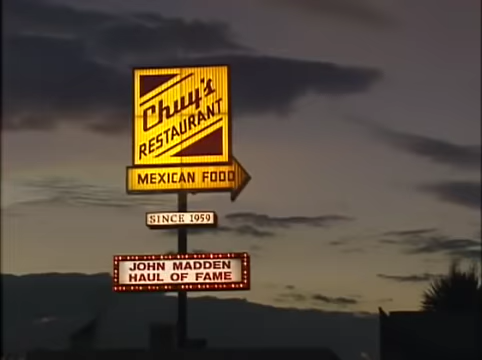 Chuy's
RESTAURANT
MEXICAN FOOD
SINCE 1959
JOHN MADDEN
HAUL OF FAME